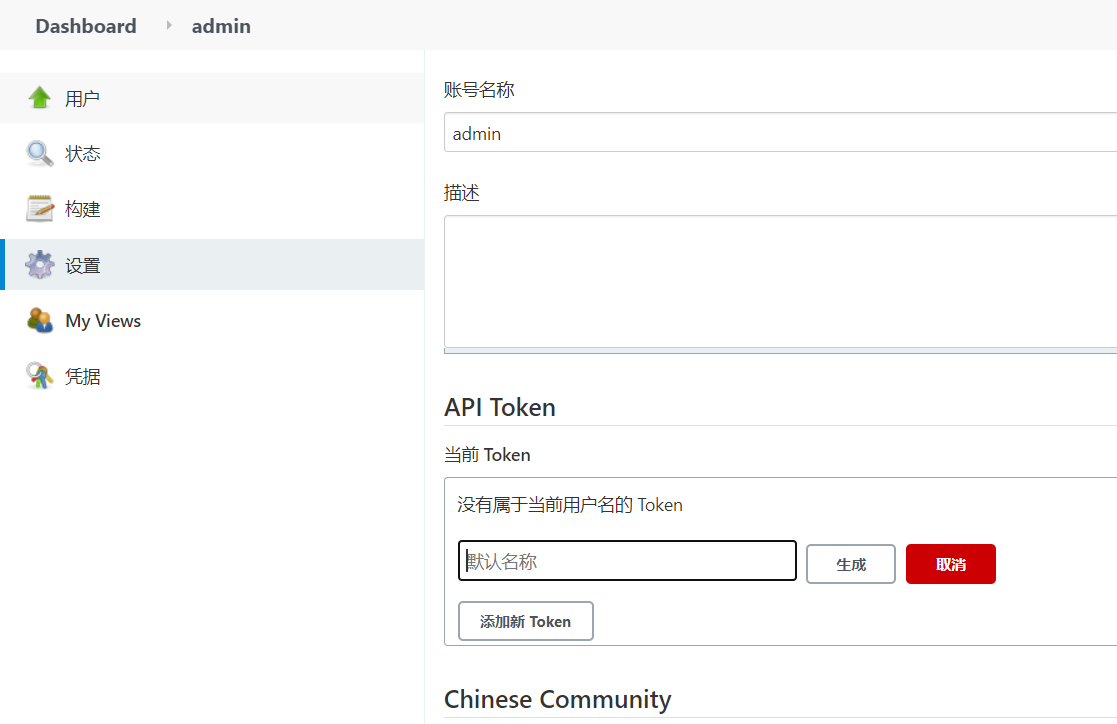 Dashboard admin
用户
状态
构建
设置
My Views
凭据
账号名称
admin
描述
API Token
当前 Token
没有属于当前用户名的 Token
默认名称
生成
取消
添加新 Token
Chinese Community